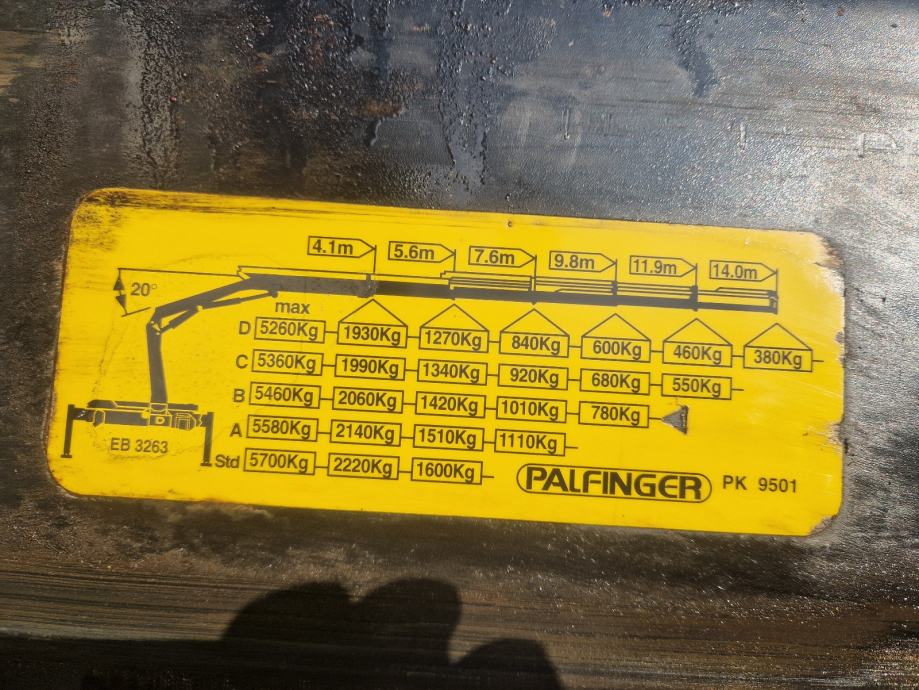 4.1m 5.6m 7.6m 9.8m 11.9m 14.0m
20°
max
D 5260Kg 1930Kg 1270Kg 840Kg 600Kg 460Kg 380Kg
C 5360Kg 1990Kg 1340Kg 920Kg 680Kg 550Kg
B 5460Kg 2060Kg 1420Kg 1010Kg 780Kg
A 5580Kg 2140Kg 1510Kg 1110Kg
EB 3263
Std 5700Kg 2220Kg 1600Kg
PALFINGER PK 9501